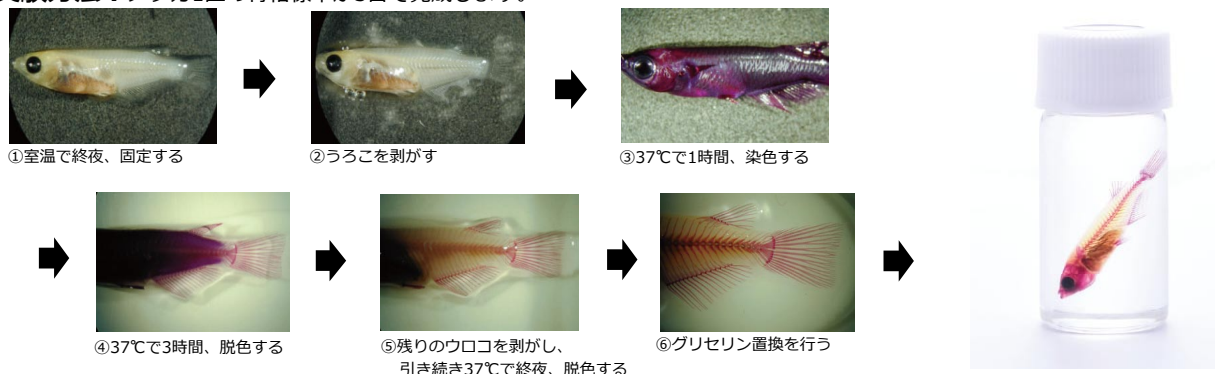 ①室温で終夜、固定する
②うろこを剥がす
③37℃で1時間、染色する
④37℃で3時間、脱色する
⑤残りのウロコを剥がし、
引き続き37℃で終夜、脱色する
⑥グリセリン置換を行う